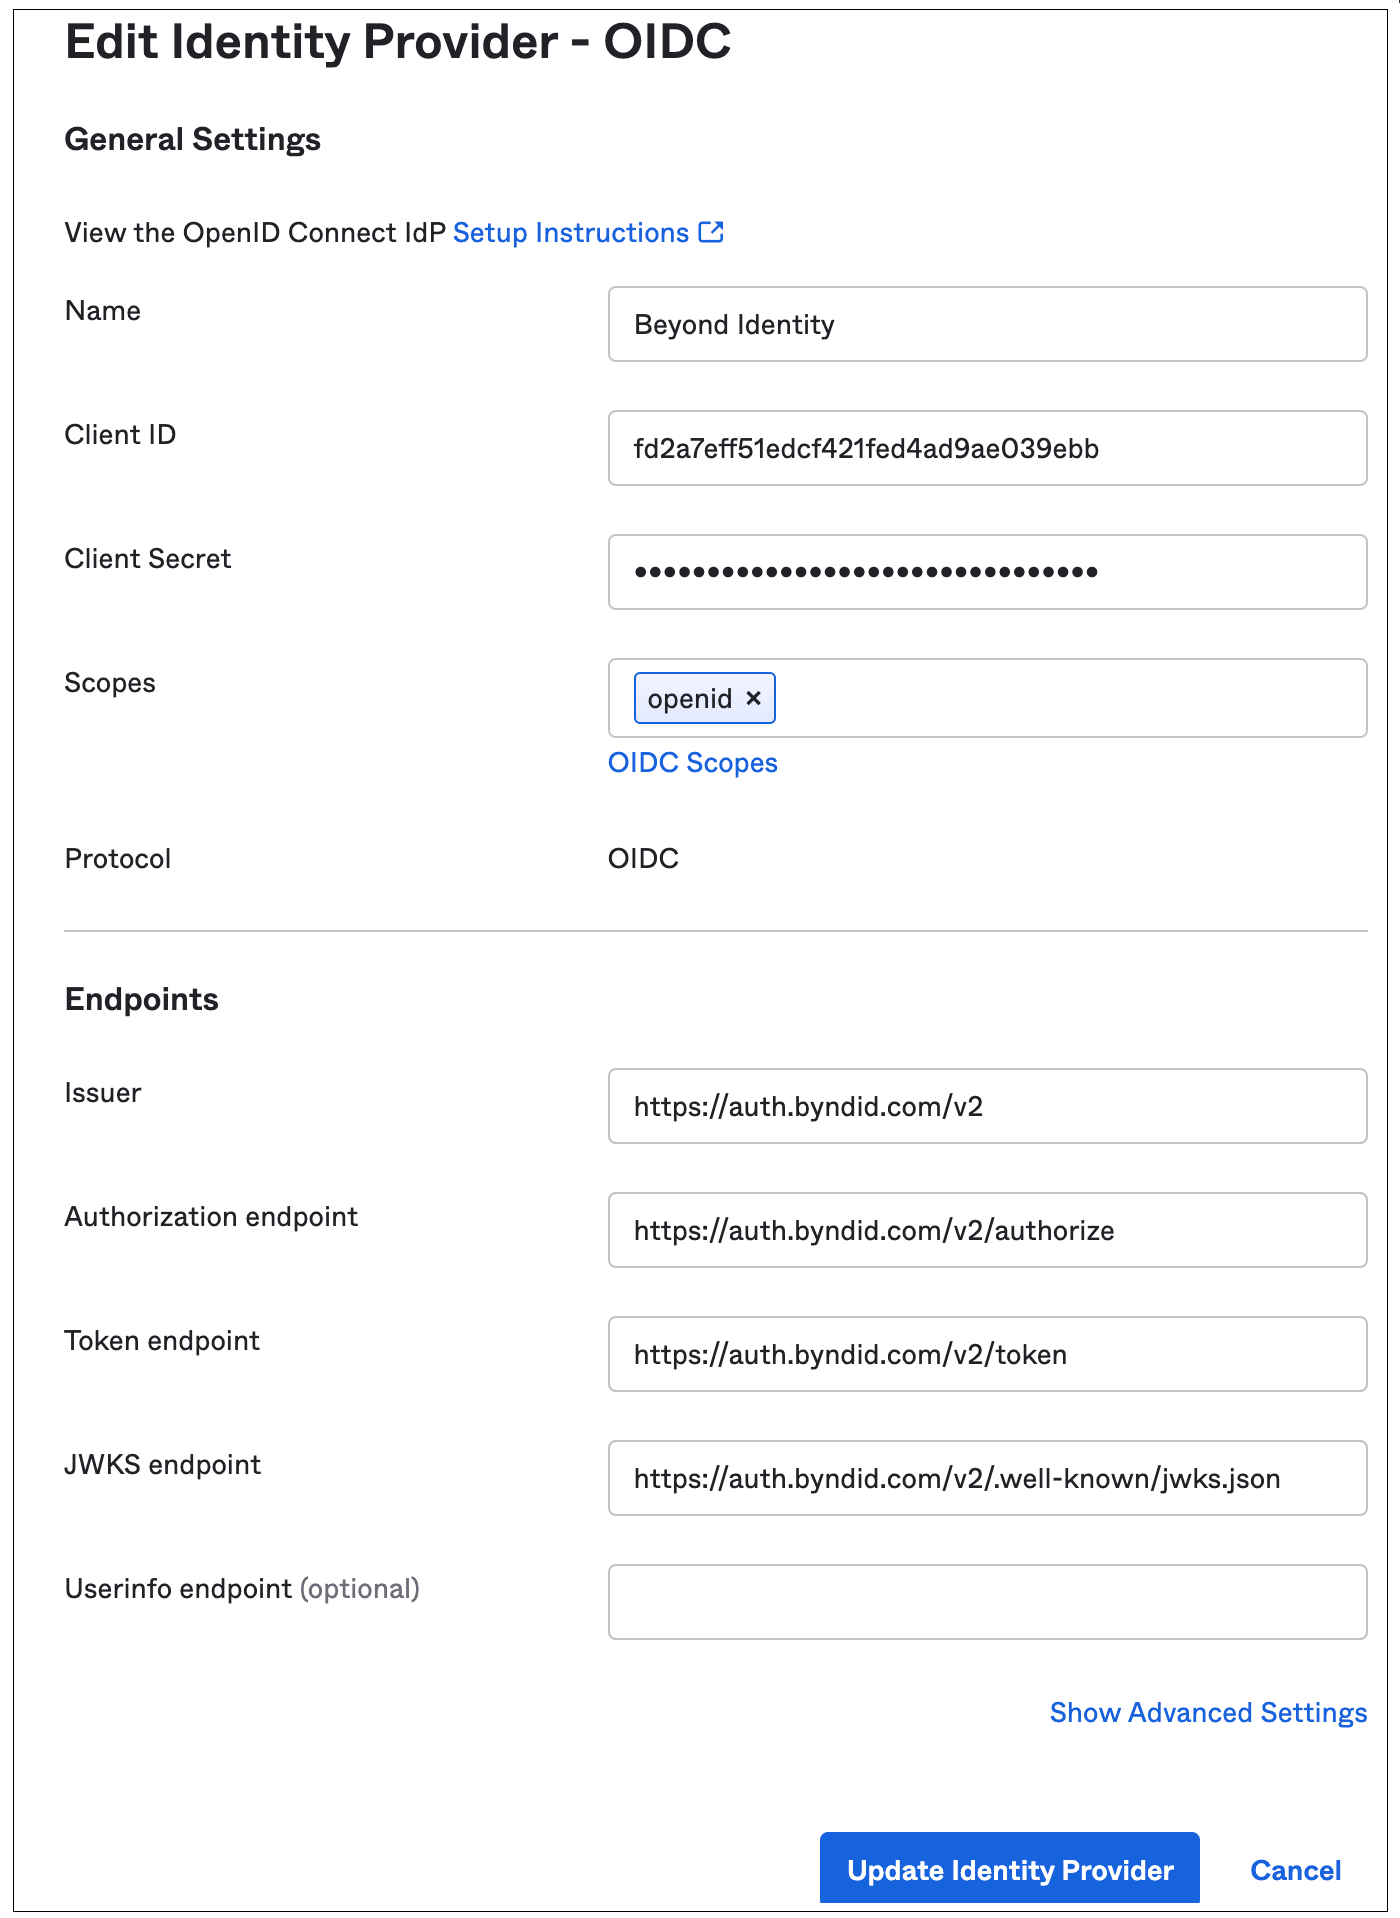 Edit Identity Provider - OIDC
General Settings
View the OpenID Connect IdP Setup Instructions
Name
Beyond Identity
Client ID
fd2a7eff51edcf421fed4ad9ae039ebb
Client Secret
••••••••••••••••••••••••••••••••
Scopes
openid ×
OIDC Scopes
Protocol
OIDC
Endpoints
Issuer
https://auth.byndid.com/v2
Authorization endpoint
https://auth.byndid.com/v2/authorize
Token endpoint
https://auth.byndid.com/v2/token
JWKS endpoint
https://auth.byndid.com/v2/.well-known/jwks.json
Userinfo endpoint (optional)
Show Advanced Settings
Update Identity Provider
Cancel